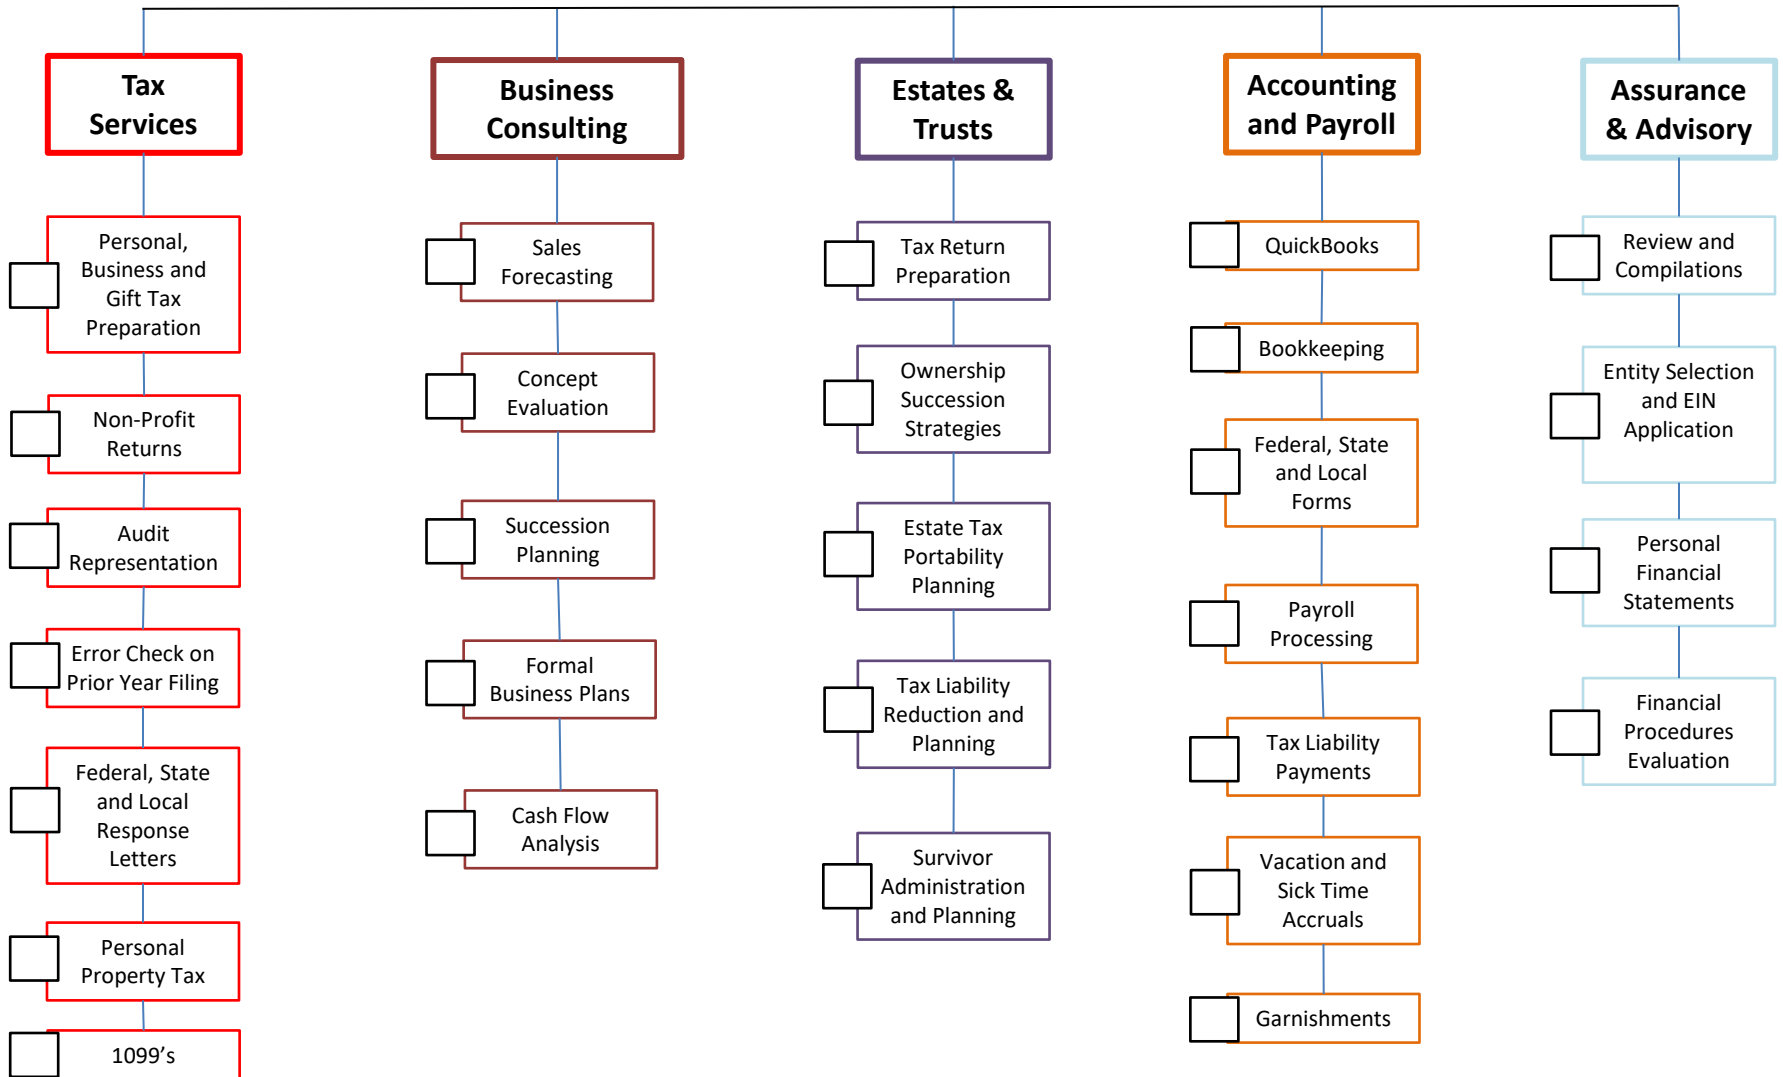 Tax
Services
Personal,
Business and
Gift Tax
Preparation
Non-Profit
Returns
Audit
Representation
Error Check on
Prior Year Filing
Federal, State
and Local
Response
Letters
Personal
Property Tax
1099’s
Business
Consulting
Sales
Forecasting
Concept
Evaluation
Succession
Planning
Formal
Business Plans
Cash Flow
Analysis
Estates &
Trusts
Tax Return
Preparation
Ownership
Succession
Strategies
Estate Tax
Portability
Planning
Tax Liability
Reduction and
Planning
Survivor
Administration
and Planning
Accounting
and Payroll
QuickBooks
Bookkeeping
Federal, State
and Local
Forms
Payroll
Processing
Tax Liability
Payments
Vacation and
Sick Time
Accruals
Garnishments
Assurance
& Advisory
Review and
Compilations
Entity Selection
and EIN
Application
Personal
Financial
Statements
Financial
Procedures
Evaluation